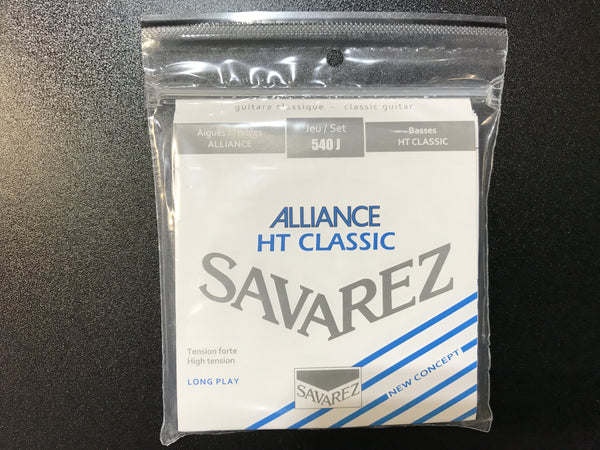 guitare classique - classic guitar
Aigues / Trebles
ALLIANCE
Jeu / Set
540 J
Basses
HT CLASSIC
ALLIANCE
HT CLASSIC
SAVAREZ
Tension forte
High tension
LONG PLAY
SAVAREZ
NEW CONCEPT